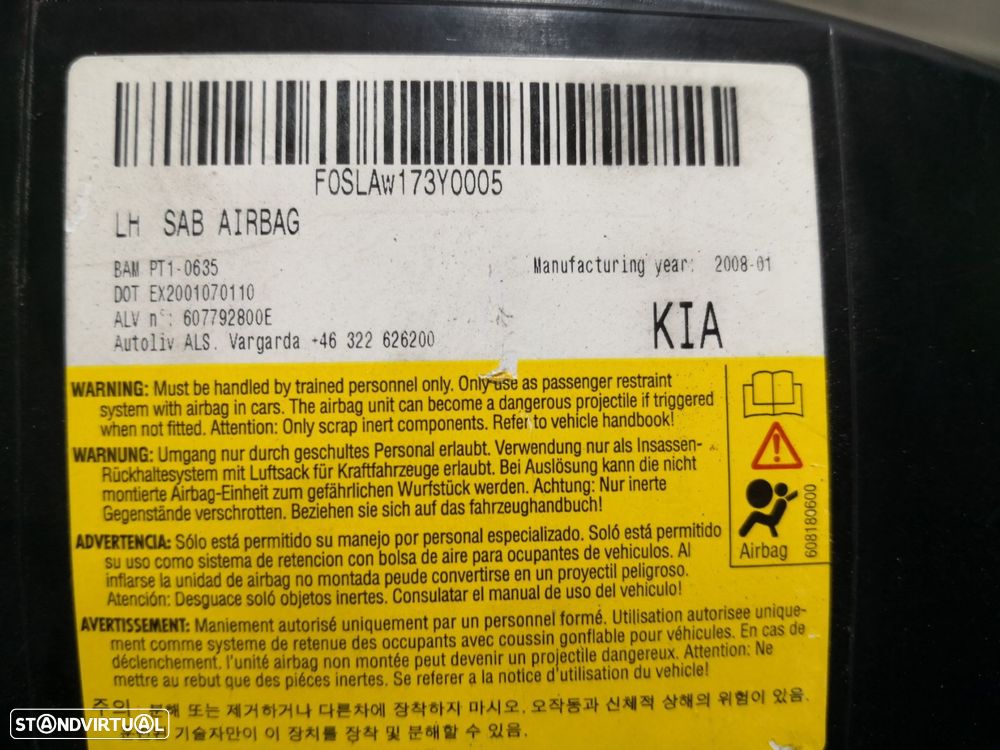 F0SLAw173Y0005
LH SAB AIRBAG
BAM PT1-0635
DOT EX2001070110
ALV n°: 607792800E
Autoliv ALS. Vargarda +46 322 626200
Manufacturing year: 2008-01
KIA
WARNING: Must be handled by trained personnel only. Only use as passenger restraint
system with airbag in cars. The airbag unit can become a dangerous projectile if triggered
when not fitted. Attention: Only scrap inert components. Refer to vehicle handbook!
WARNUNG: Umgang nur durch geschultes Personal erlaubt. Verwendung nur als Insassen-
Rückhaltesystem mit Luftsack für Kraftfahrzeuge erlaubt. Bei Auslösung kann die nicht
montierte Airbag-Einheit zum gefährlichen Wurfstück werden. Achtung: Nur inerte
Gegenstände verschrotten. Beziehen sie sich auf das fahrzeughandbuch!
ADVERTENCIA: Sólo está permitido su manejo por personal especializado. Soló está permitido
su uso como sistema de retencion con bolsa de aire para ocupantes de vehiculos. Al
inflarse la unidad de airbag no montada peude convertirse en un proyectil peligroso.
Atención: Desguace soló objetos inertes. Consulatar el manual de uso del vehiculo!
AVERTISSEMENT: Maniement autorisé uniquement par un personnel formé. Utilisation autorisee unique-
ment comme systeme de retenue des occupants avec coussin gonflable pour véhicules. En cas de
déclenchement, l'unité airbag non montée peut devenir un projectile dangereux. Attention: Ne
mettre au rebut que des piéces inertes. Se referer a la notice d'utilisation du vehicle!
주의 또는 제거하거나 다른차에 장착하지 마시오. 오작동과 신체적 상해의 위험이 있음.
기술자만이 이 장치를 장착 및 분해할 수 있음.
Airbag
608180600
STANDVIRTUAL